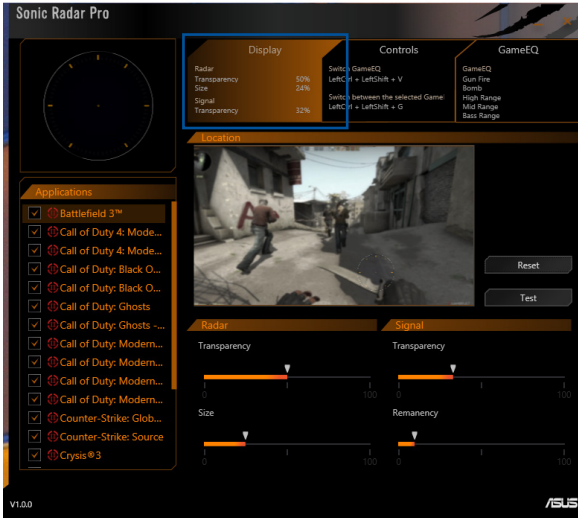 Sonic Radar Pro
Display
Radar
Transparency 50%
Size 24%
Signal
Transparency 32%
Controls
Switch GameEQ
LeftCtrl + LeftShift + V
Switch between the selected Game
LeftCtrl + LeftShift + G
GameEQ
GameEQ
Gun Fire
Bomb
High Range
Mid Range
Bass Range
Location
A
Reset
Test
Applications
Battlefield 3™
Call of Duty 4: Mode...
Call of Duty 4: Mode...
Call of Duty: Black O...
Call of Duty: Black O...
Call of Duty: Ghosts
Call of Duty: Ghosts -...
Call of Duty: Modern...
Call of Duty: Modern...
Call of Duty: Modern...
Call of Duty: Modern...
Counter-Strike: Glob...
Counter-Strike: Source
Crysis®3
Radar
Transparency
0 100
Size
0 100
Signal
Transparency
0 100
Remanency
0 100
V1.0.0
ASUS